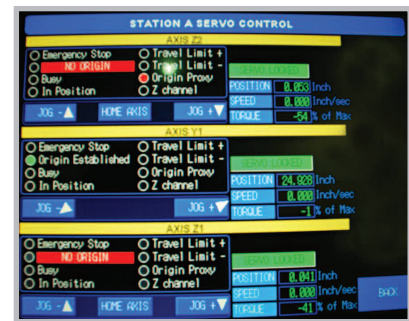 STATION A SERVO CONTROL
AXIS Z2
Emergency Stop
NO ORIGIN
Busy
In Position
Travel Limit +
Travel Limit -
Origin Proxy
Z channel
SERVO LOCKED
POSITION 0.053 Inch
SPEED 0.000 Inch/sec
TORQUE -54 % of Max
JOG - HOME AXIS JOG +
AXIS Y1
Emergency Stop
Origin Established
Busy
In Position
Travel Limit +
Travel Limit -
Origin Proxy
Z channel
SERVO LOCKED
POSITION 24.928 Inch
SPEED 0.000 Inch/sec
TORQUE -1 % of Max
JOG - JOG +
AXIS Z1
Emergency Stop
NO ORIGIN
Busy
In Position
Travel Limit +
Travel Limit -
Origin Proxy
Z channel
SERVO LOCKED
POSITION 0.041 Inch
SPEED 0.000 Inch/sec
TORQUE -41 % of Max
JOG - HOME AXIS JOG +
BACK